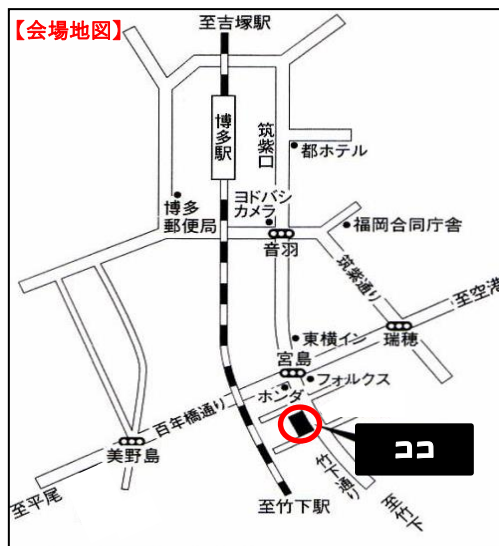 【会場地図】
至吉塚駅
博多駅
筑紫口
都ホテル
博多
郵便局
ヨドバシ
カメラ
音羽
福岡合同庁舎
筑紫通り
至空港
瑞穂
東横イン
宮島
フォルクス
ホンダ
百年橋通り
美野島
ココ
竹下通り
至平尾
至竹下駅
至竹下